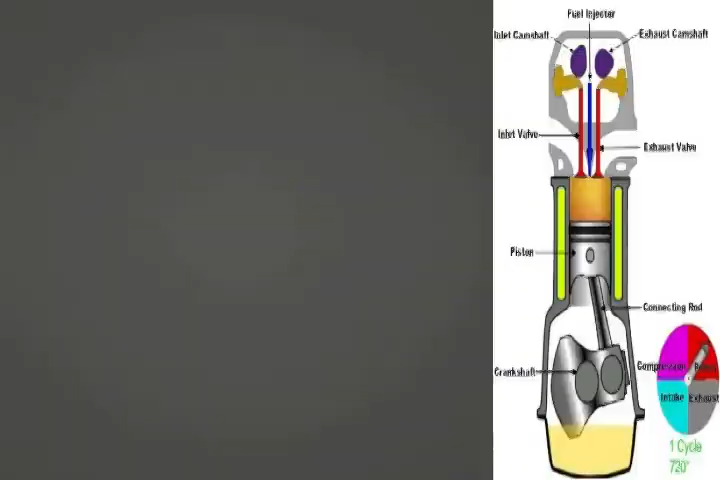 Fuel Injector
Inlet Camshaft
Exhaust Camshaft
Inlet Valve
Exhaust Valve
Piston
Connecting Rod
Crankshaft
Compression
Intake
Exhaust
1 Cycle
720°